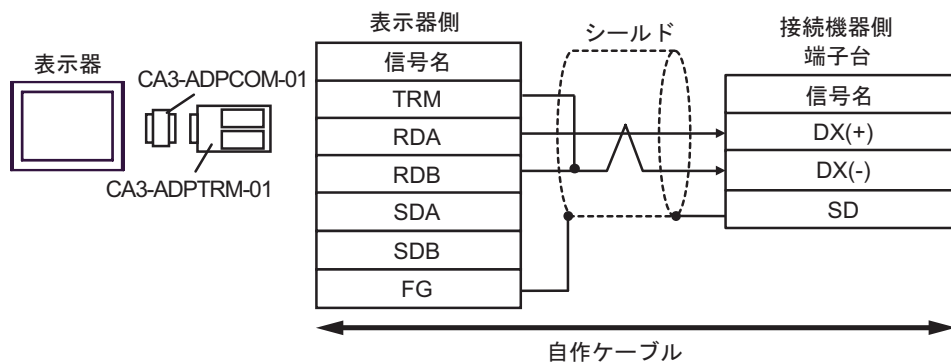 表示器
CA3-ADPCOM-01
CA3-ADPTRM-01
表示器側
信号名
TRM
RDA
RDB
SDA
SDB
FG
シールド
接続機器側
端子台
信号名
DX(+)
DX(-)
SD
自作ケーブル